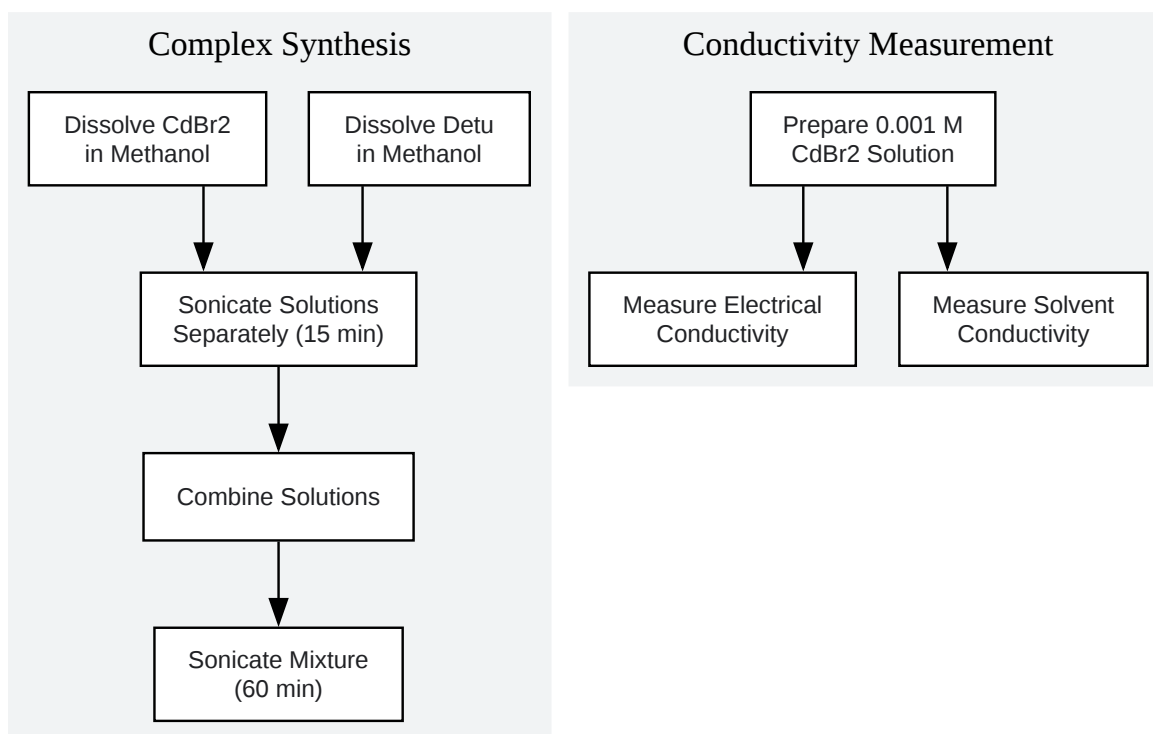 Complex Synthesis
Dissolve CdBr2
in Methanol
Dissolve Detu
in Methanol
Sonicate Solutions
Separately (15 min)
Combine Solutions
Sonicate Mixture
(60 min)
Conductivity Measurement
Prepare 0.001 M
CdBr2 Solution
Measure Electrical
Conductivity
Measure Solvent
Conductivity